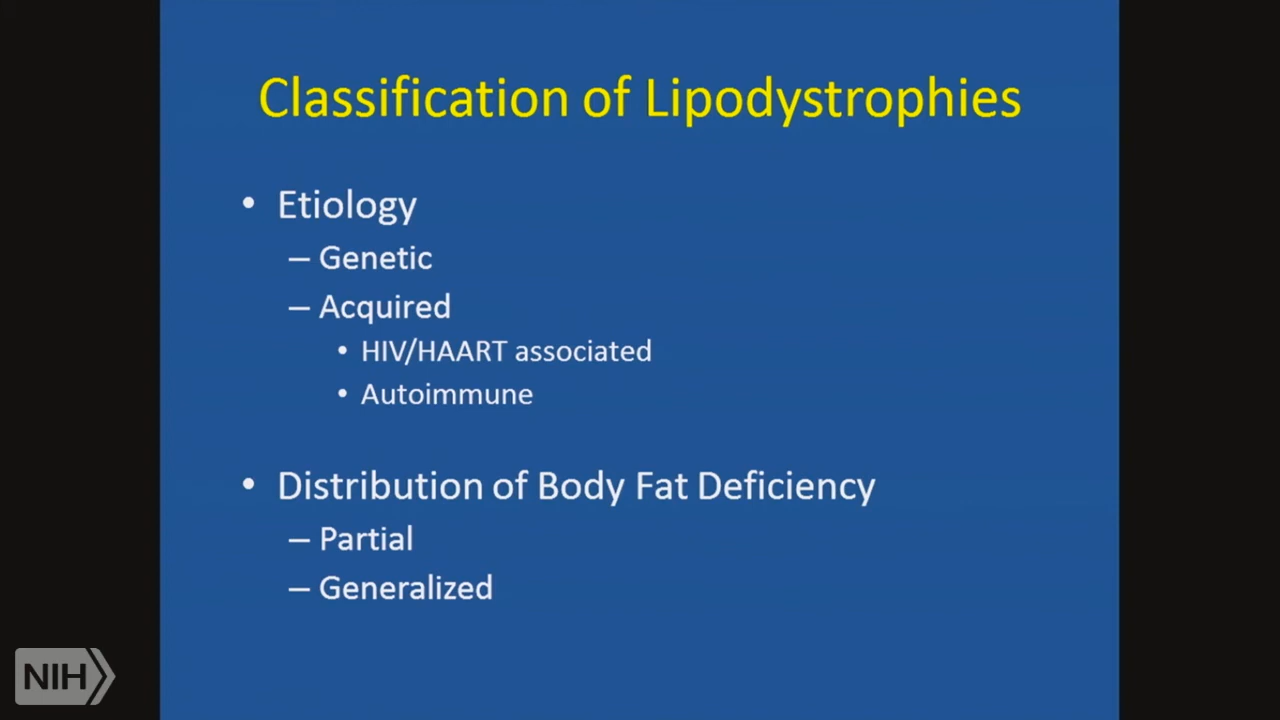 Classification of Lipodystrophies
• Etiology
– Genetic
– Acquired
• HIV/HAART associated
• Autoimmune
• Distribution of Body Fat Deficiency
– Partial
– Generalized
NIH